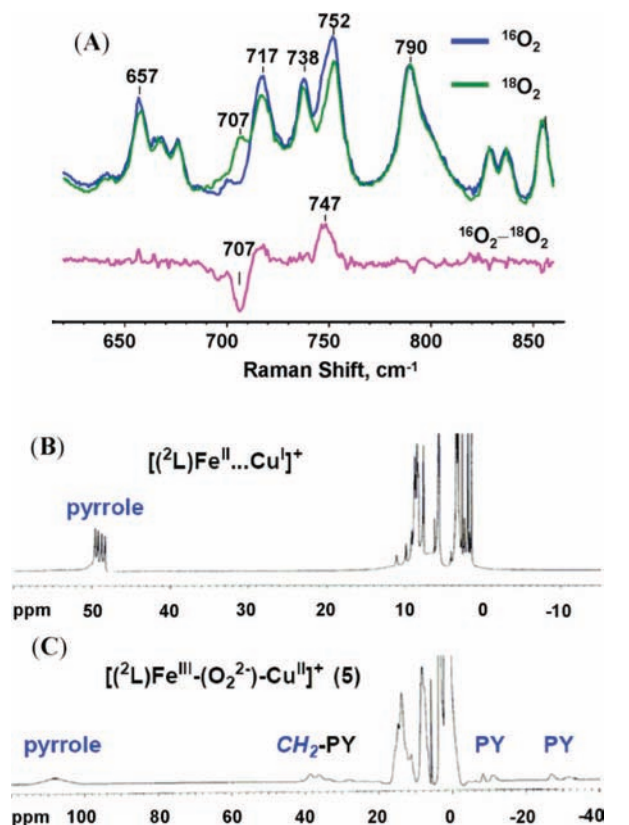 (A)
752
¹⁶O₂
717 738 790
¹⁸O₂
657
707
747
707 ¹⁶O₂–¹⁸O₂
650 700 750 800 850
Raman Shift, cm⁻¹
(B)
[(²L)Feᴵᴵ...Cuᴵ]⁺
pyrrole
ppm 50 40 30 20 10 0 -10
(C)
[(²L)Feᴵᴵᴵ-(O₂²⁻)-Cuᴵᴵ]⁺ (5)
pyrrole CH₂-PY PY PY
ppm 100 80 60 40 20 0 -20 -40